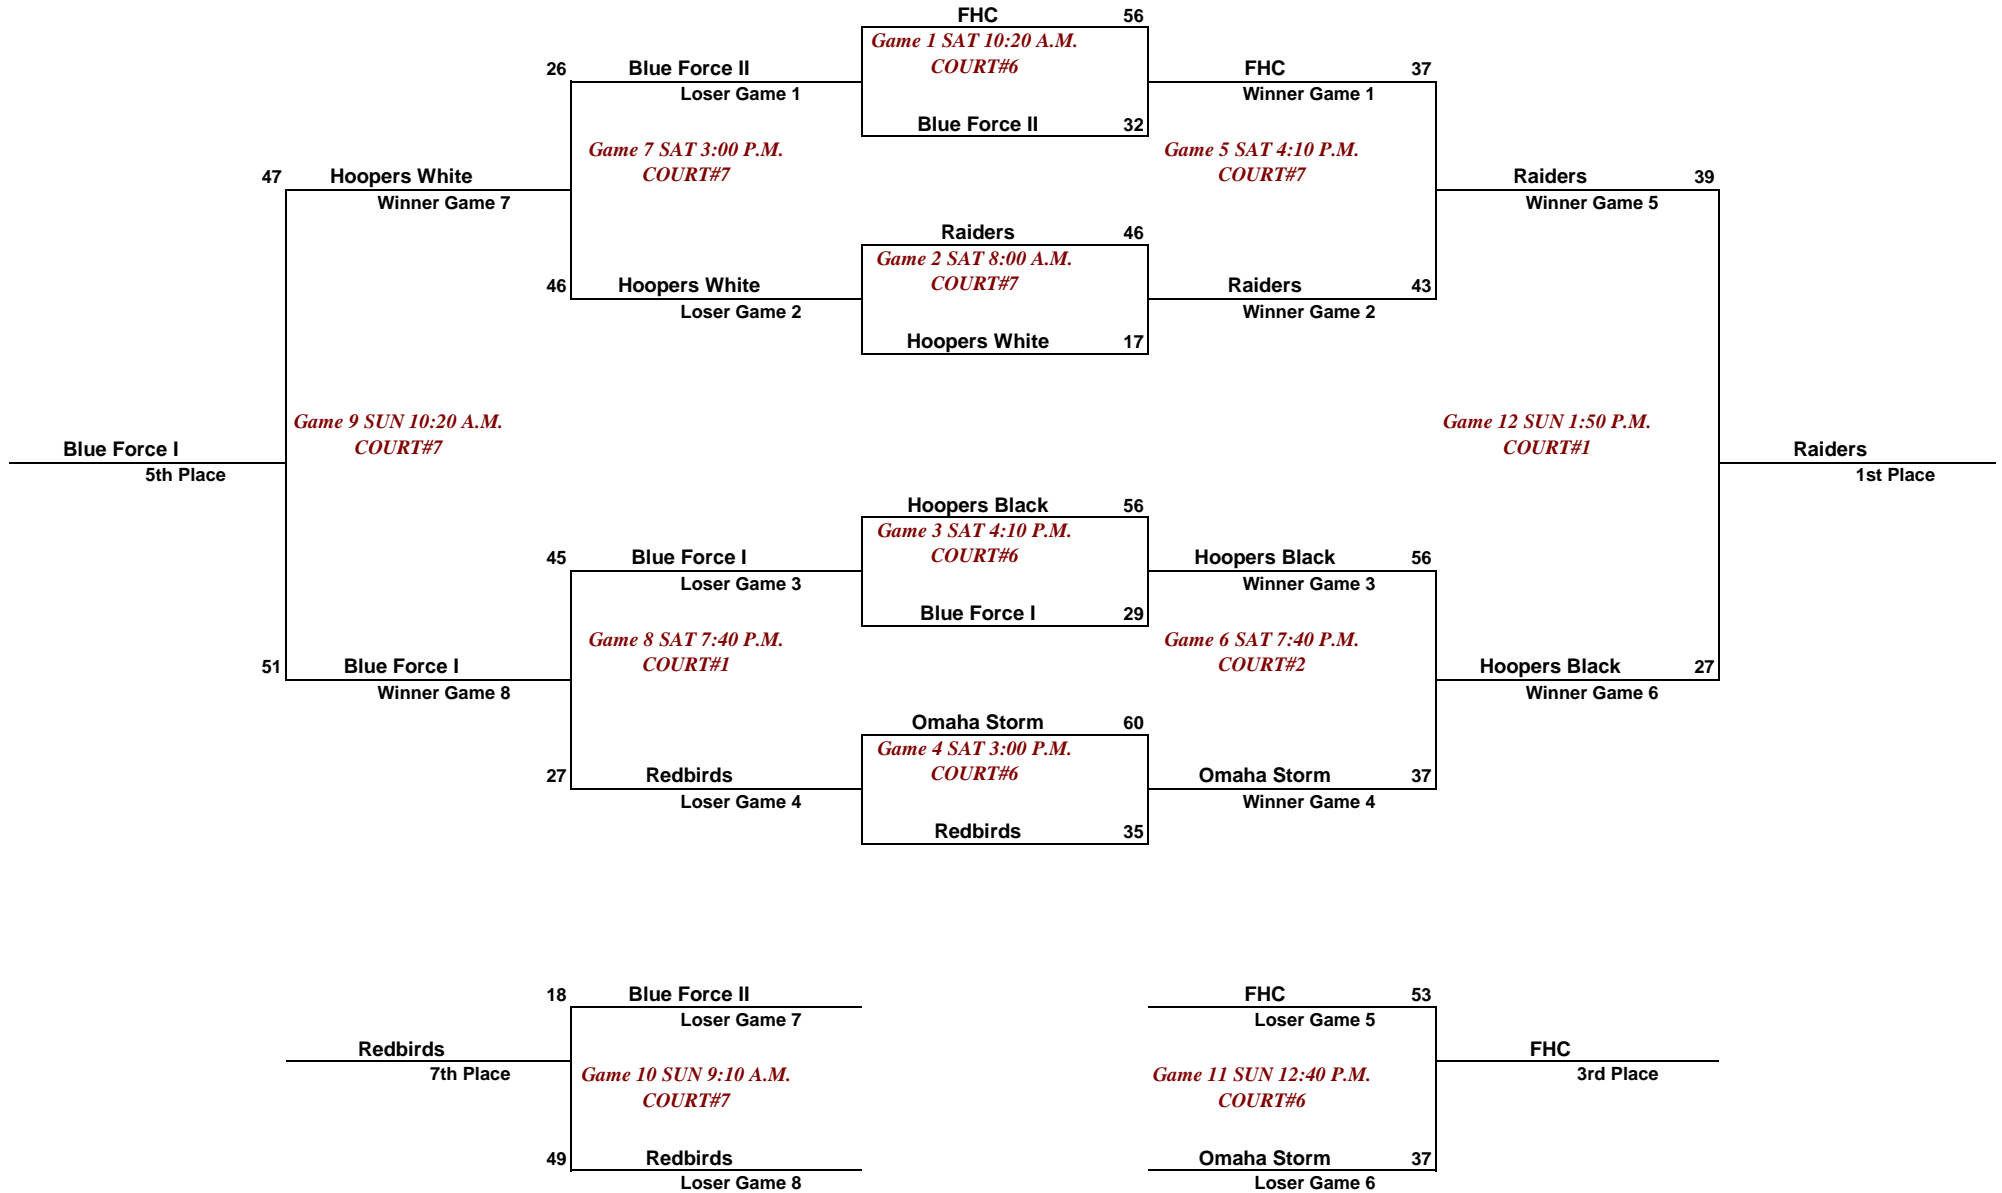 FHC 56
Game 1 SAT 10:20 A.M.
COURT#6
26 Blue Force II FHC 37
Loser Game 1 Winner Game 1
Blue Force II 32
Game 7 SAT 3:00 P.M. Game 5 SAT 4:10 P.M.
COURT#7 COURT#7
47 Hoopers White Raiders 39
Winner Game 7 Winner Game 5
Raiders 46
Game 2 SAT 8:00 A.M.
COURT#7
46 Hoopers White Raiders 43
Loser Game 2 Winner Game 2
Hoopers White 17
Game 9 SUN 10:20 A.M. Game 12 SUN 1:50 P.M.
COURT#7 COURT#1
Blue Force I Raiders
5th Place 1st Place
Hoopers Black 56
Game 3 SAT 4:10 P.M.
COURT#6
45 Blue Force I Hoopers Black 56
Loser Game 3 Winner Game 3
Blue Force I 29
Game 8 SAT 7:40 P.M. Game 6 SAT 7:40 P.M.
COURT#1 COURT#2
51 Blue Force I Hoopers Black 27
Winner Game 8 Winner Game 6
Omaha Storm 60
Game 4 SAT 3:00 P.M.
COURT#6
27 Redbirds Omaha Storm 37
Loser Game 4 Winner Game 4
Redbirds 35
18 Blue Force II FHC 53
Loser Game 7 Loser Game 5
Redbirds FHC
7th Place 3rd Place
Game 10 SUN 9:10 A.M. Game 11 SUN 12:40 P.M.
COURT#7 COURT#6
49 Redbirds Omaha Storm 37
Loser Game 8 Loser Game 6